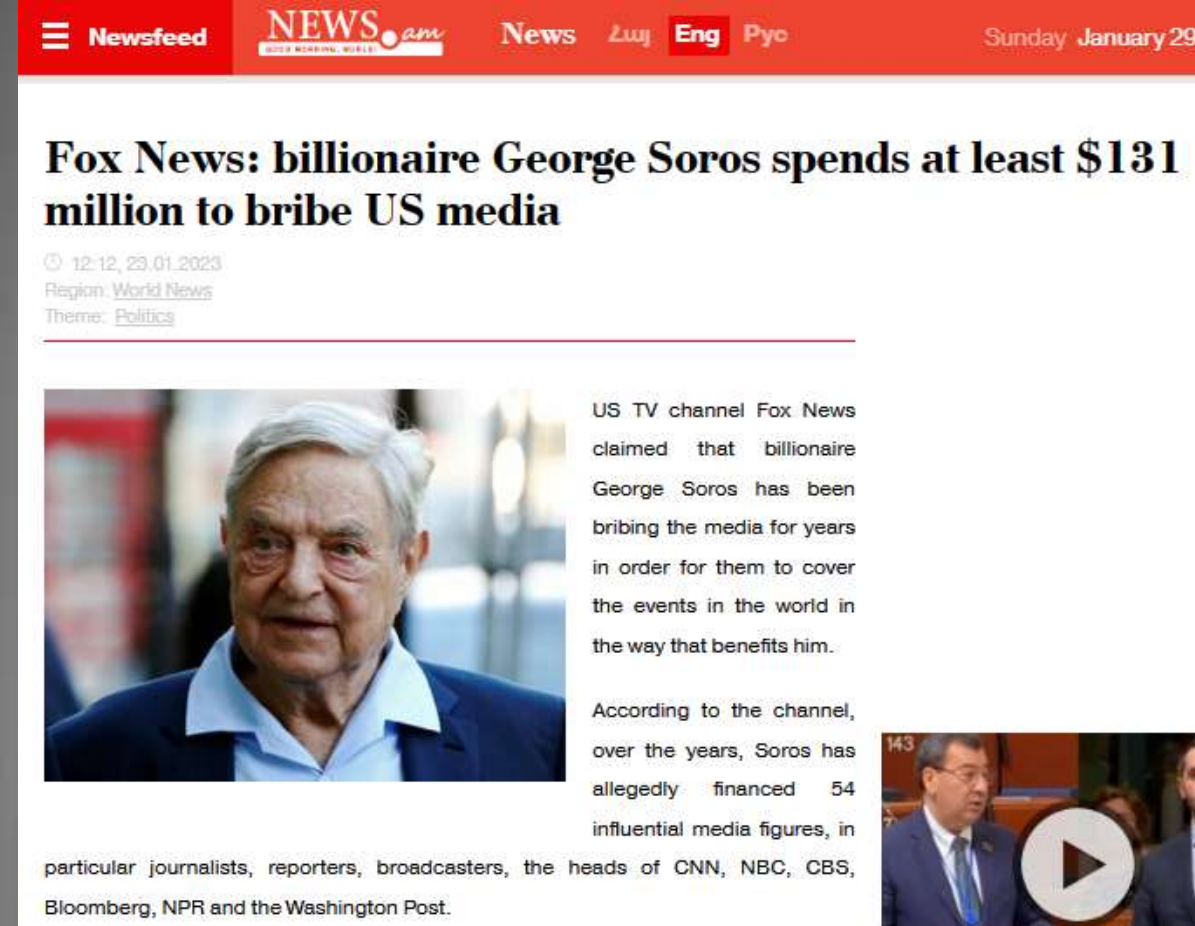 Newsfeed
NEWS.am
GOOD MORNING, WORLD!
News Հայ Eng Рус
Sunday January 29
Fox News: billionaire George Soros spends at least $131
million to bribe US media
12:12, 23.01.2023
Region: World News
Theme: Politics
US TV channel Fox News
claimed that billionaire
George Soros has been
bribing the media for years
in order for them to cover
the events in the world in
the way that benefits him.
According to the channel,
over the years, Soros has
allegedly financed 54
influential media figures, in
particular journalists, reporters, broadcasters, the heads of CNN, NBC, CBS,
Bloomberg, NPR and the Washington Post.
143